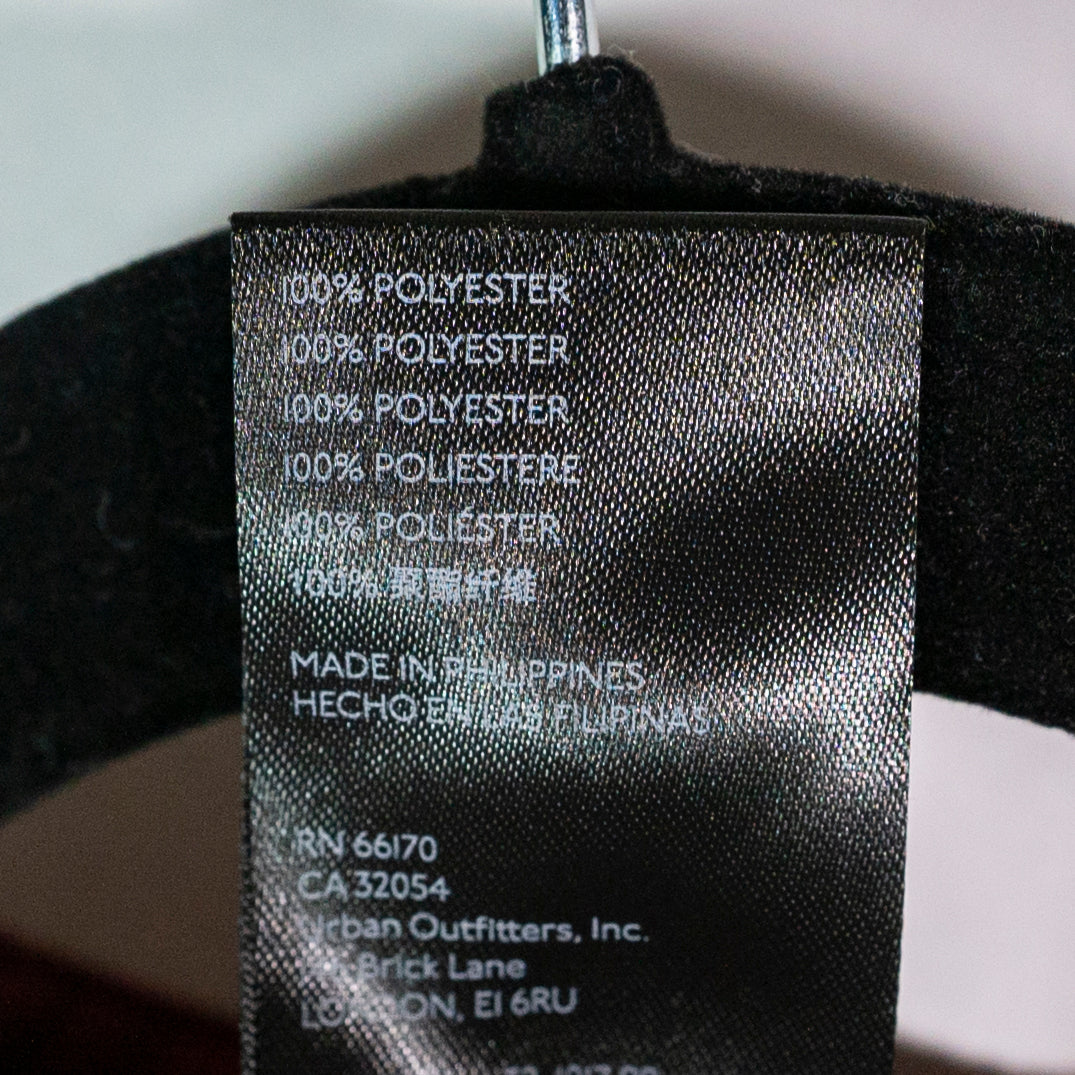 100% POLYESTER
100% POLYESTER
100% POLYESTER
100% POLIESTERE
100% POLIÉSTER
100% 聚酯纤维
MADE IN PHILIPPINES
HECHO EN LAS FILIPINAS
RN 66170
CA 32054
Urban Outfitters, Inc.
Brick Lane
LONDON, E1 6RU